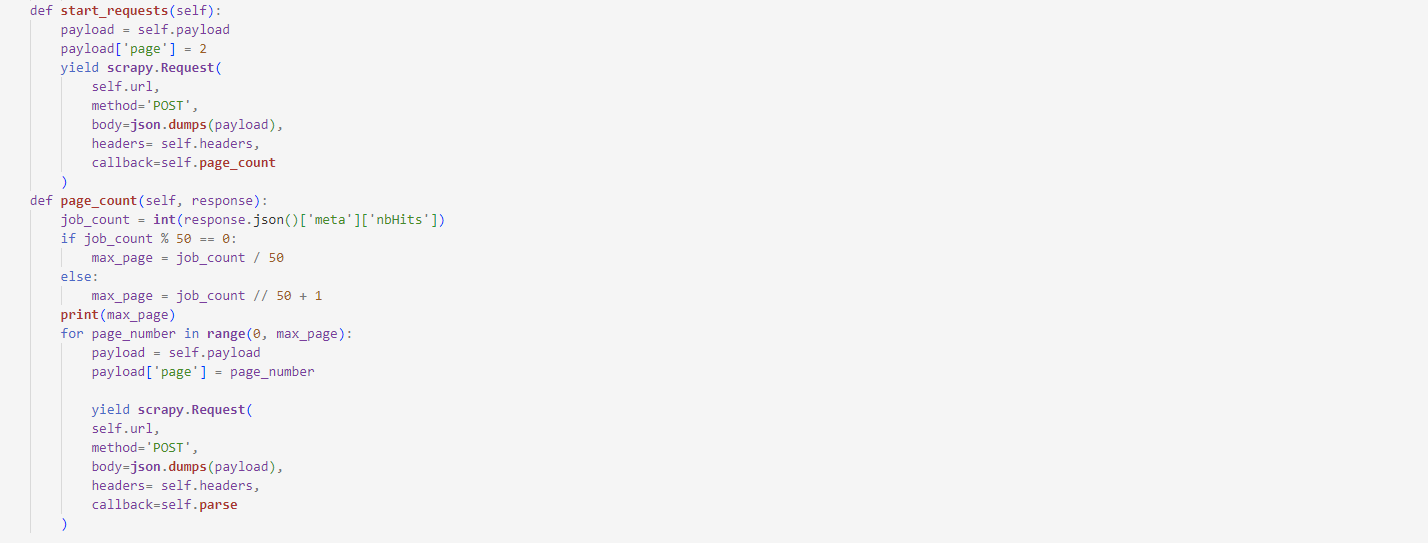 def start_requests(self):
    payload = self.payload
    payload['page'] = 2
    yield scrapy.Request(
        self.url,
        method='POST',
        body=json.dumps(payload),
        headers= self.headers,
        callback=self.page_count
    )
def page_count(self, response):
    job_count = int(response.json()['meta']['nbHits'])
    if job_count % 50 == 0:
        max_page = job_count / 50
    else:
        max_page = job_count // 50 + 1
    print(max_page)
    for page_number in range(0, max_page):
        payload = self.payload
        payload['page'] = page_number

        yield scrapy.Request(
        self.url,
        method='POST',
        body=json.dumps(payload),
        headers= self.headers,
        callback=self.parse
    )